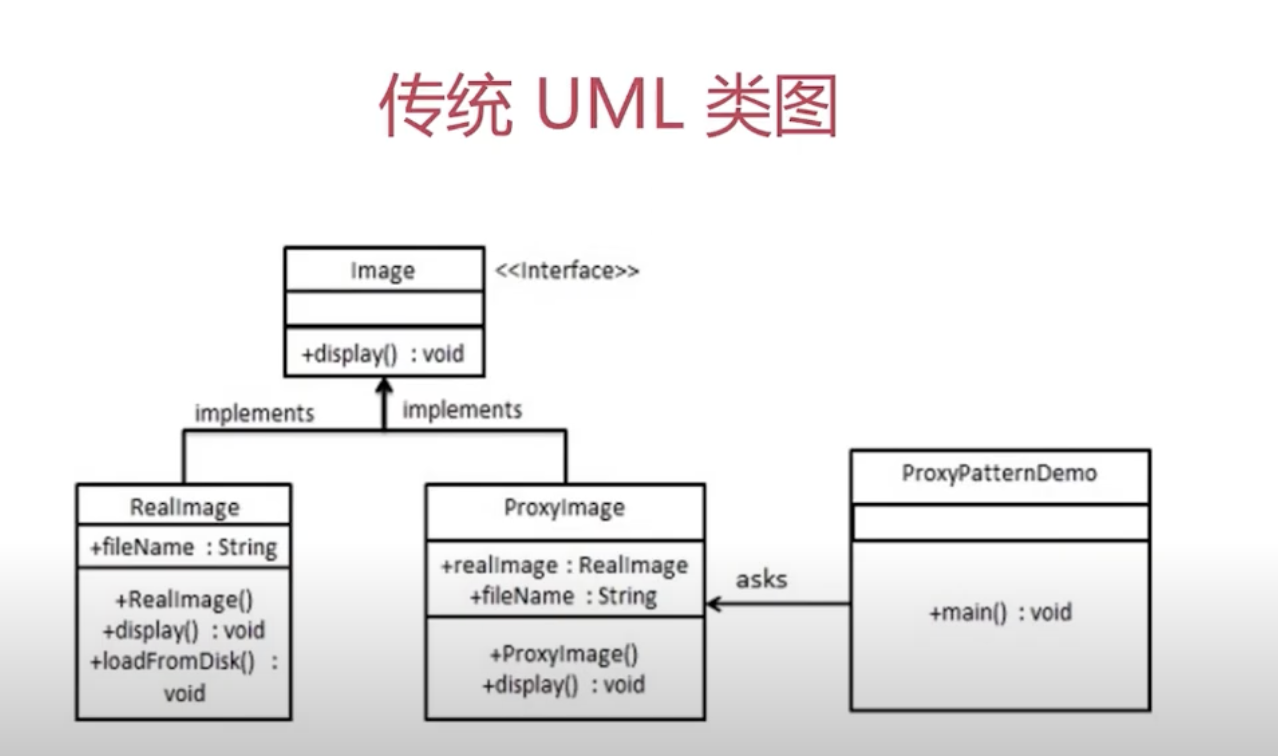 传统 UML 类图
Image
<<Interface>>
+display() : void
implements
implements
RealImage
+fileName : String
+RealImage()
+display() : void
+loadFromDisk() :
void
ProxyImage
+realImage : RealImage
+fileName : String
+ProxyImage()
+display() : void
asks
ProxyPatternDemo
+main() : void